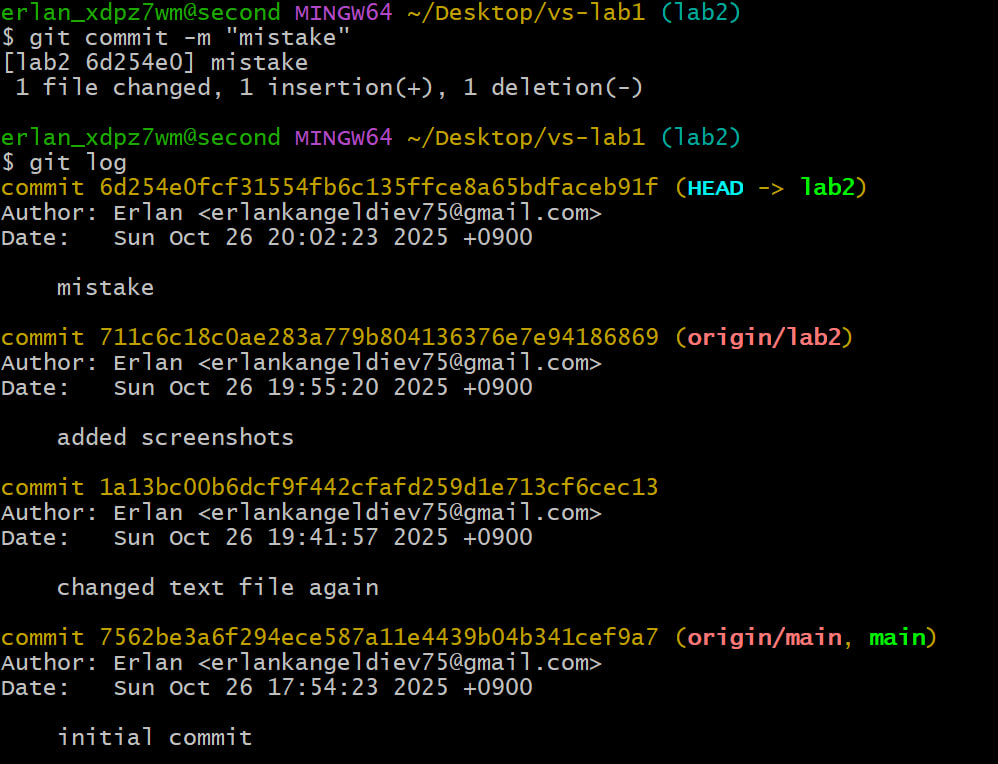 erlan_xdpz7wm@second MINGW64 ~/Desktop/vs-lab1 (lab2)
$ git commit -m "mistake"
[lab2 6d254e0] mistake
 1 file changed, 1 insertion(+), 1 deletion(-)

erlan_xdpz7wm@second MINGW64 ~/Desktop/vs-lab1 (lab2)
$ git log
commit 6d254e0fcf31554fb6c135ffce8a65bdfaceb91f (HEAD -> lab2)
Author: Erlan <erlankangeldiev75@gmail.com>
Date:   Sun Oct 26 20:02:23 2025 +0900

    mistake

commit 711c6c18c0ae283a779b804136376e7e94186869 (origin/lab2)
Author: Erlan <erlankangeldiev75@gmail.com>
Date:   Sun Oct 26 19:55:20 2025 +0900

    added screenshots

commit 1a13bc00b6dcf9f442cfafd259d1e713cf6cec13
Author: Erlan <erlankangeldiev75@gmail.com>
Date:   Sun Oct 26 19:41:57 2025 +0900

    changed text file again

commit 7562be3a6f294ece587a11e4439b04b341cef9a7 (origin/main, main)
Author: Erlan <erlankangeldiev75@gmail.com>
Date:   Sun Oct 26 17:54:23 2025 +0900

    initial commit